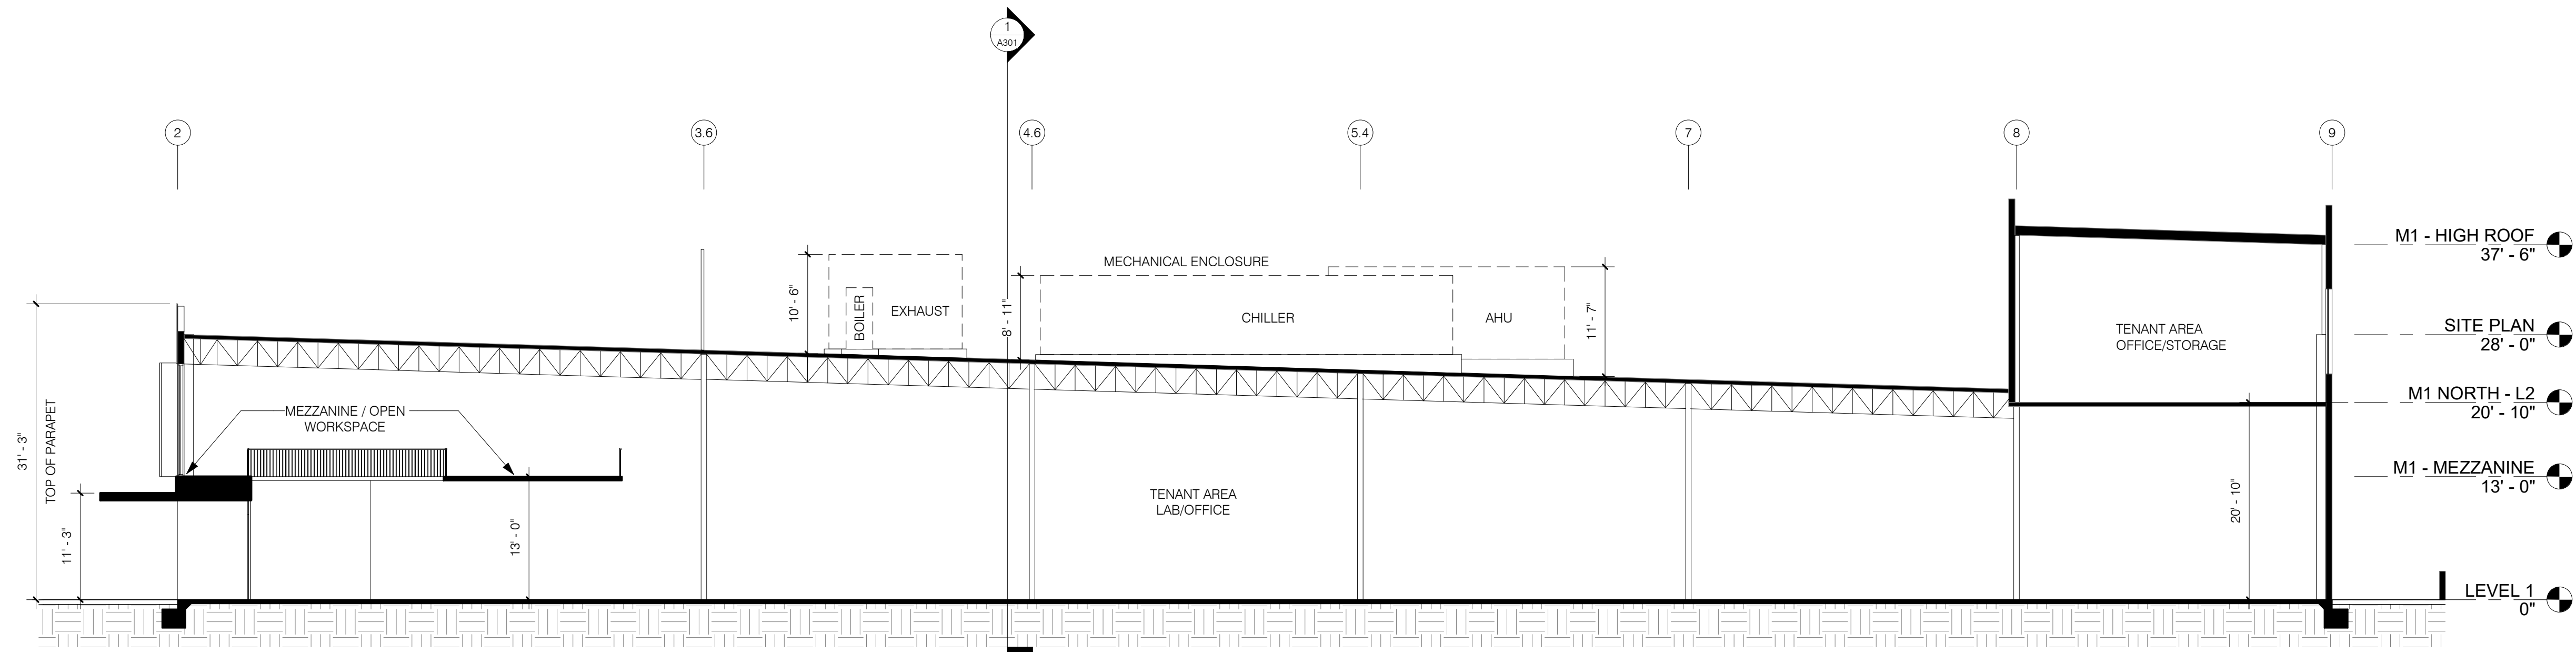 1
A301
2
3.6
4.6
5.4
7
8
9
M1 - HIGH ROOF
37' - 6"
MECHANICAL ENCLOSURE
10' - 6"
BOILER
EXHAUST
8' - 11"
CHILLER
AHU
11' - 7"
TENANT AREA
OFFICE/STORAGE
SITE PLAN
28' - 0"
M1 NORTH - L2
20' - 10"
MEZZANINE / OPEN
WORKSPACE
31' - 3"
TOP OF PARAPET
M1 - MEZZANINE
13' - 0"
TENANT AREA
LAB/OFFICE
11' - 3"
13' - 0"
20' - 10"
LEVEL 1
0"